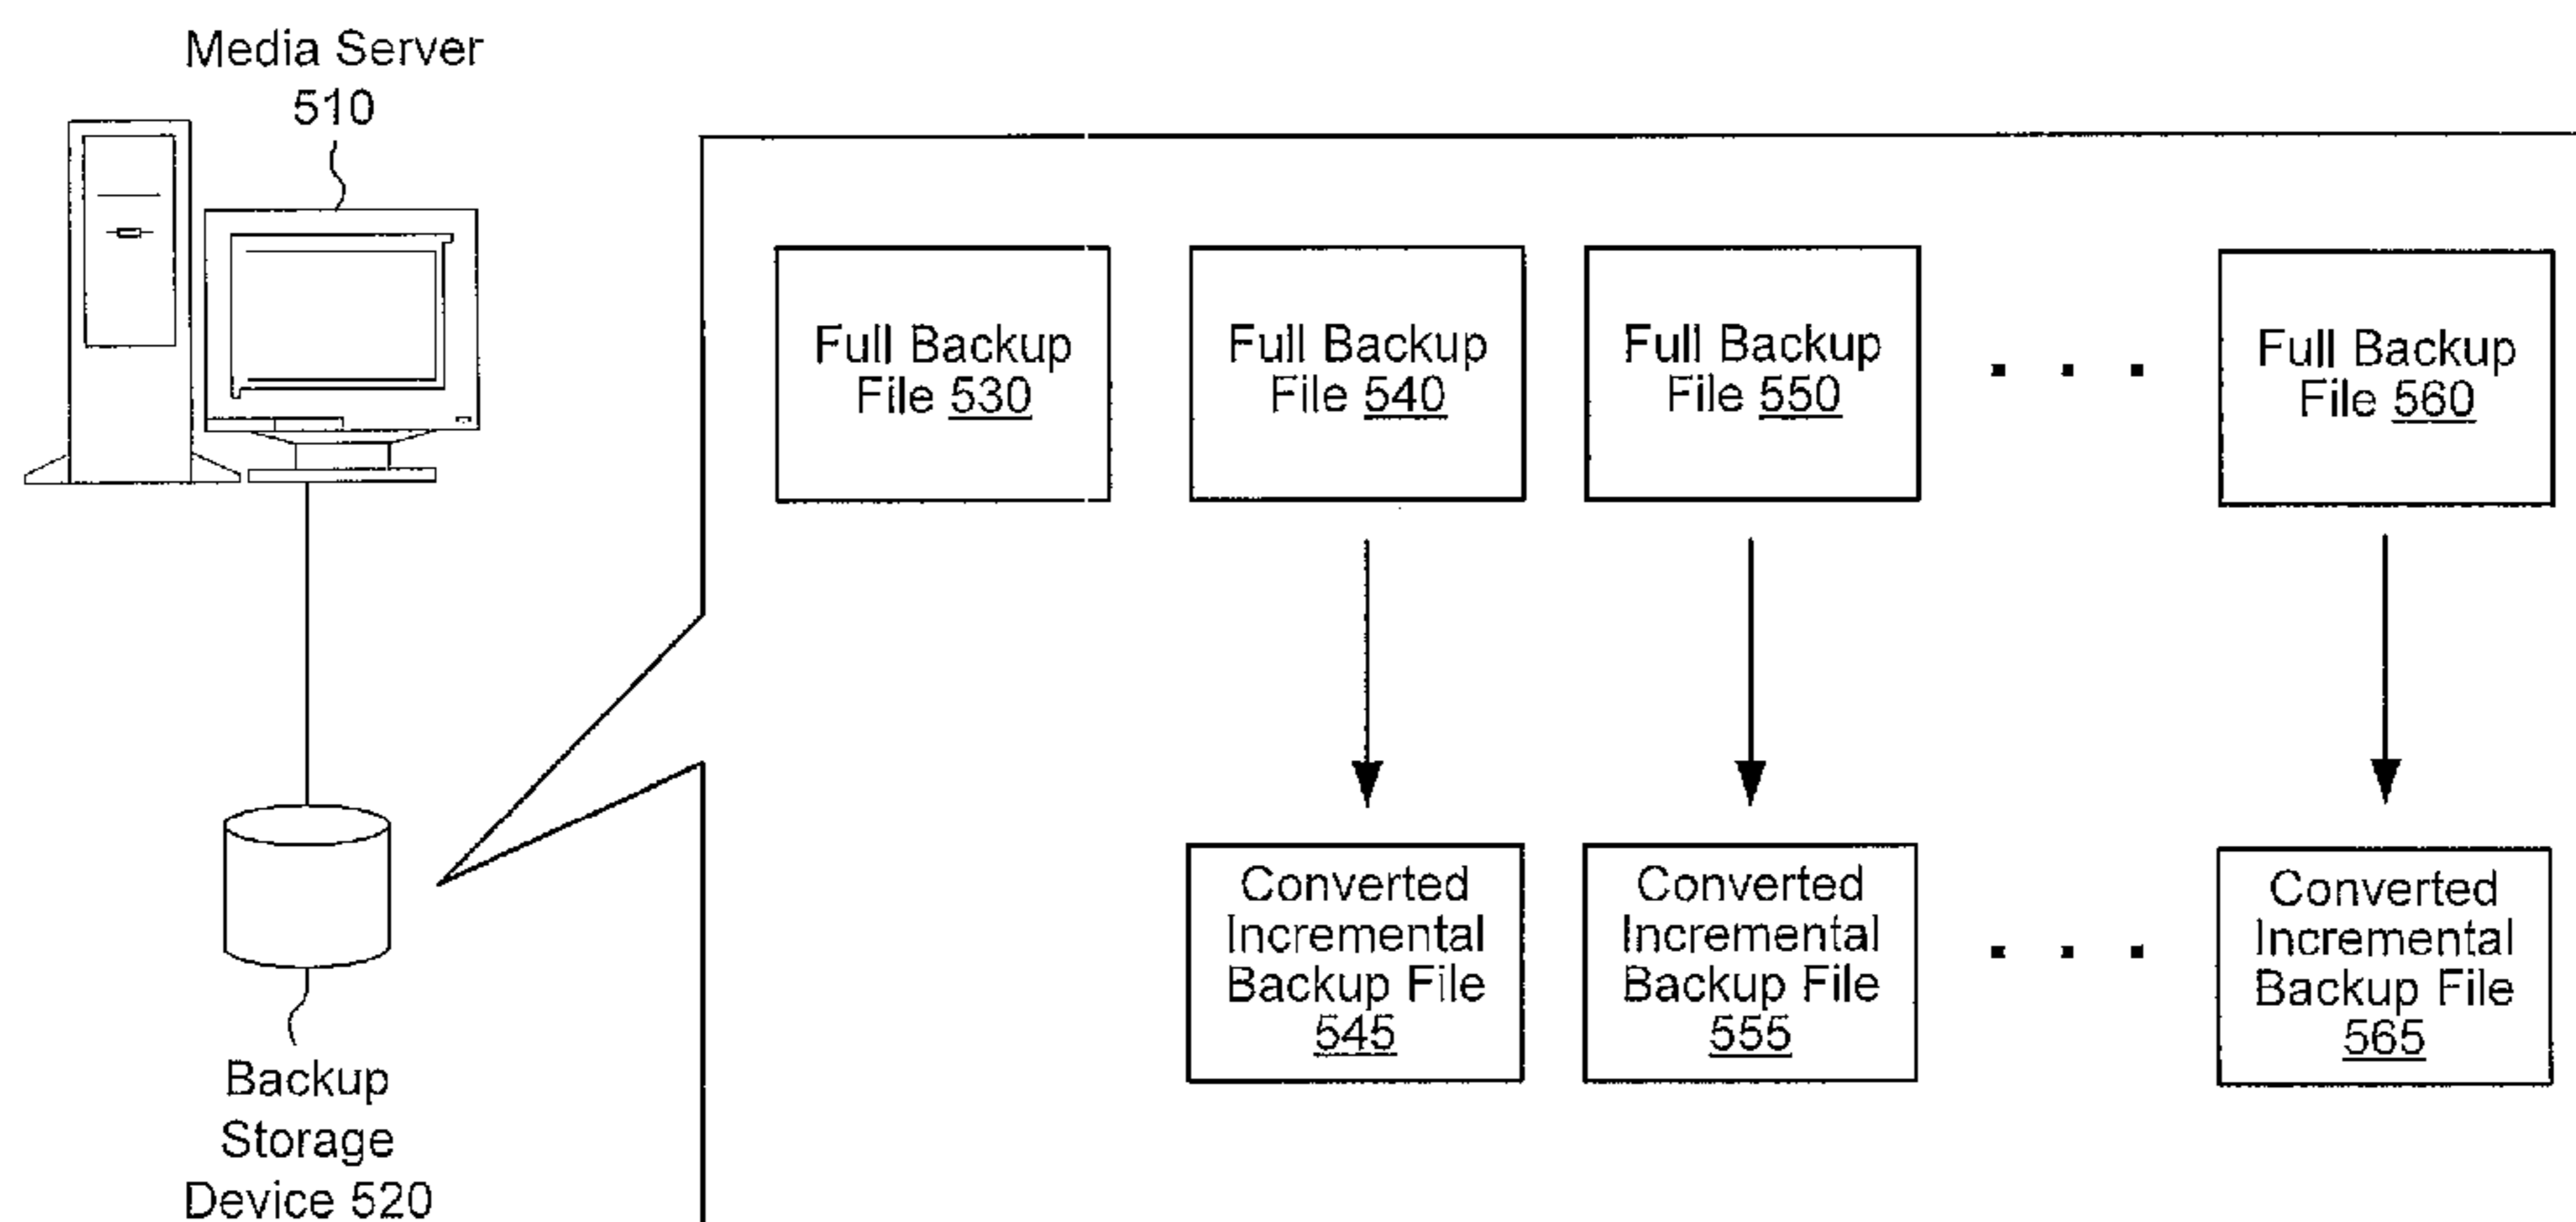 Media Server
510
Full Backup
File 530
Full Backup
File 540
Full Backup
File 550
. . .
Full Backup
File 560
Converted
Incremental
Backup File
545
Converted
Incremental
Backup File
555
. . .
Converted
Incremental
Backup File
565
Backup
Storage
Device 520